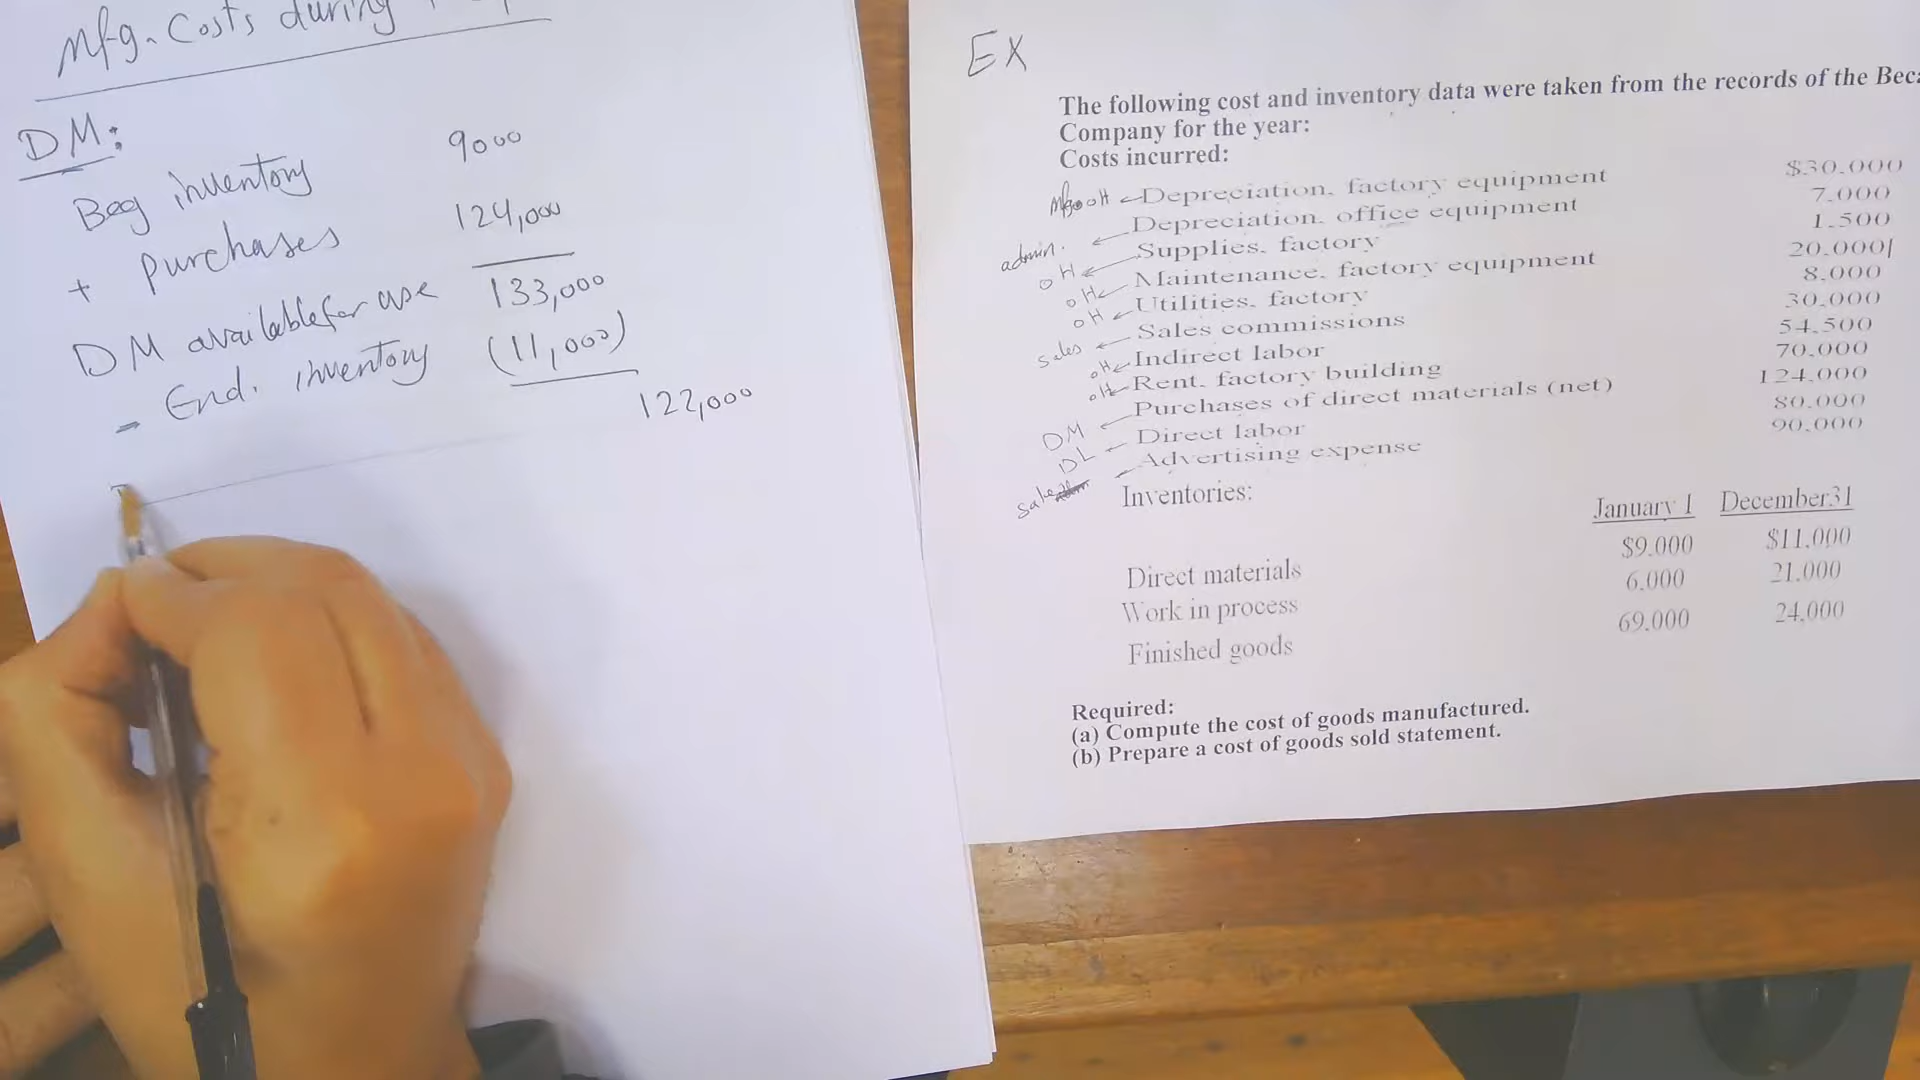 Mfg. Costs during
DM:
Beg inventory 9000
+ purchases 124,000
DM available for use 133,000
- End. inventory (11,000)
122,000
EX
The following cost and inventory data were taken from the records of the Bec
Company for the year:
Costs incurred:
Mfg OH Depreciation, factory equipment $30,000
admin. Depreciation, office equipment 7,000
OH Supplies, factory 1,500
OH Maintenance, factory equipment 20,000
OH Utilities, factory 8,000
Sales Sales commissions 30,000
OH Indirect labor 54,500
OH Rent, factory building 70,000
DM Purchases of direct materials (net) 124,000
DL Direct labor 80,000
Sales Advertising expense 90,000
Inventories: January 1 December31
Direct materials $9,000 $11,000
Work in process 6,000 21,000
Finished goods 69,000 24,000
Required:
(a) Compute the cost of goods manufactured.
(b) Prepare a cost of goods sold statement.